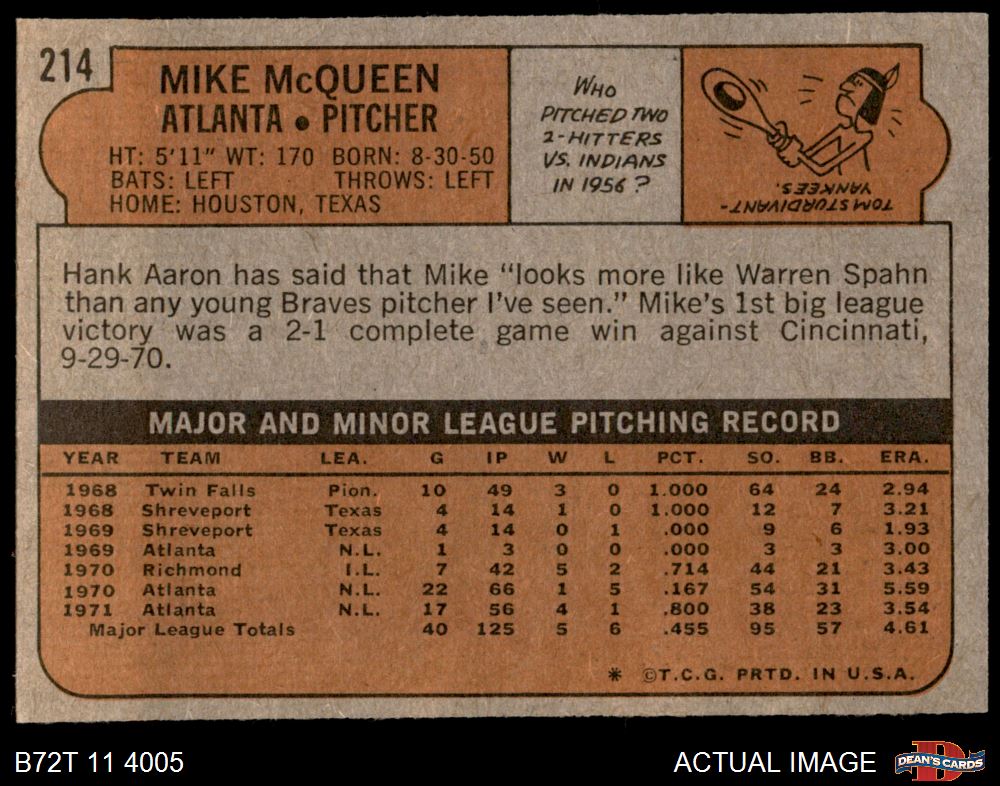 214
MIKE McQUEEN
ATLANTA • PITCHER
HT: 5'11" WT: 170 BORN: 8-30-50
BATS: LEFT THROWS: LEFT
HOME: HOUSTON, TEXAS
WHO
PITCHED TWO
2-HITTERS
VS. INDIANS
IN 1956?
TOM STURDIVANT-
YANKEES.
Hank Aaron has said that Mike "looks more like Warren Spahn
than any young Braves pitcher I've seen." Mike's 1st big league
victory was a 2-1 complete game win against Cincinnati,
9-29-70.
MAJOR AND MINOR LEAGUE PITCHING RECORD
YEAR TEAM LEA. G IP W L PCT. SO. BB. ERA.
1968 Twin Falls Pion. 10 49 3 0 1.000 64 24 2.94
1968 Shreveport Texas 4 14 1 0 1.000 12 7 3.21
1969 Shreveport Texas 4 14 0 1 .000 9 6 1.93
1969 Atlanta N.L. 1 3 0 0 .000 3 3 3.00
1970 Richmond I.L. 7 42 5 2 .714 44 21 3.43
1970 Atlanta N.L. 22 66 1 5 .167 54 31 5.59
1971 Atlanta N.L. 17 56 4 1 .800 38 23 3.54
Major League Totals 40 125 5 6 .455 95 57 4.61
* ©T.C.G. PRTD. IN U.S.A.
B72T 11 4005
ACTUAL IMAGE
D
DEAN'S CARDS